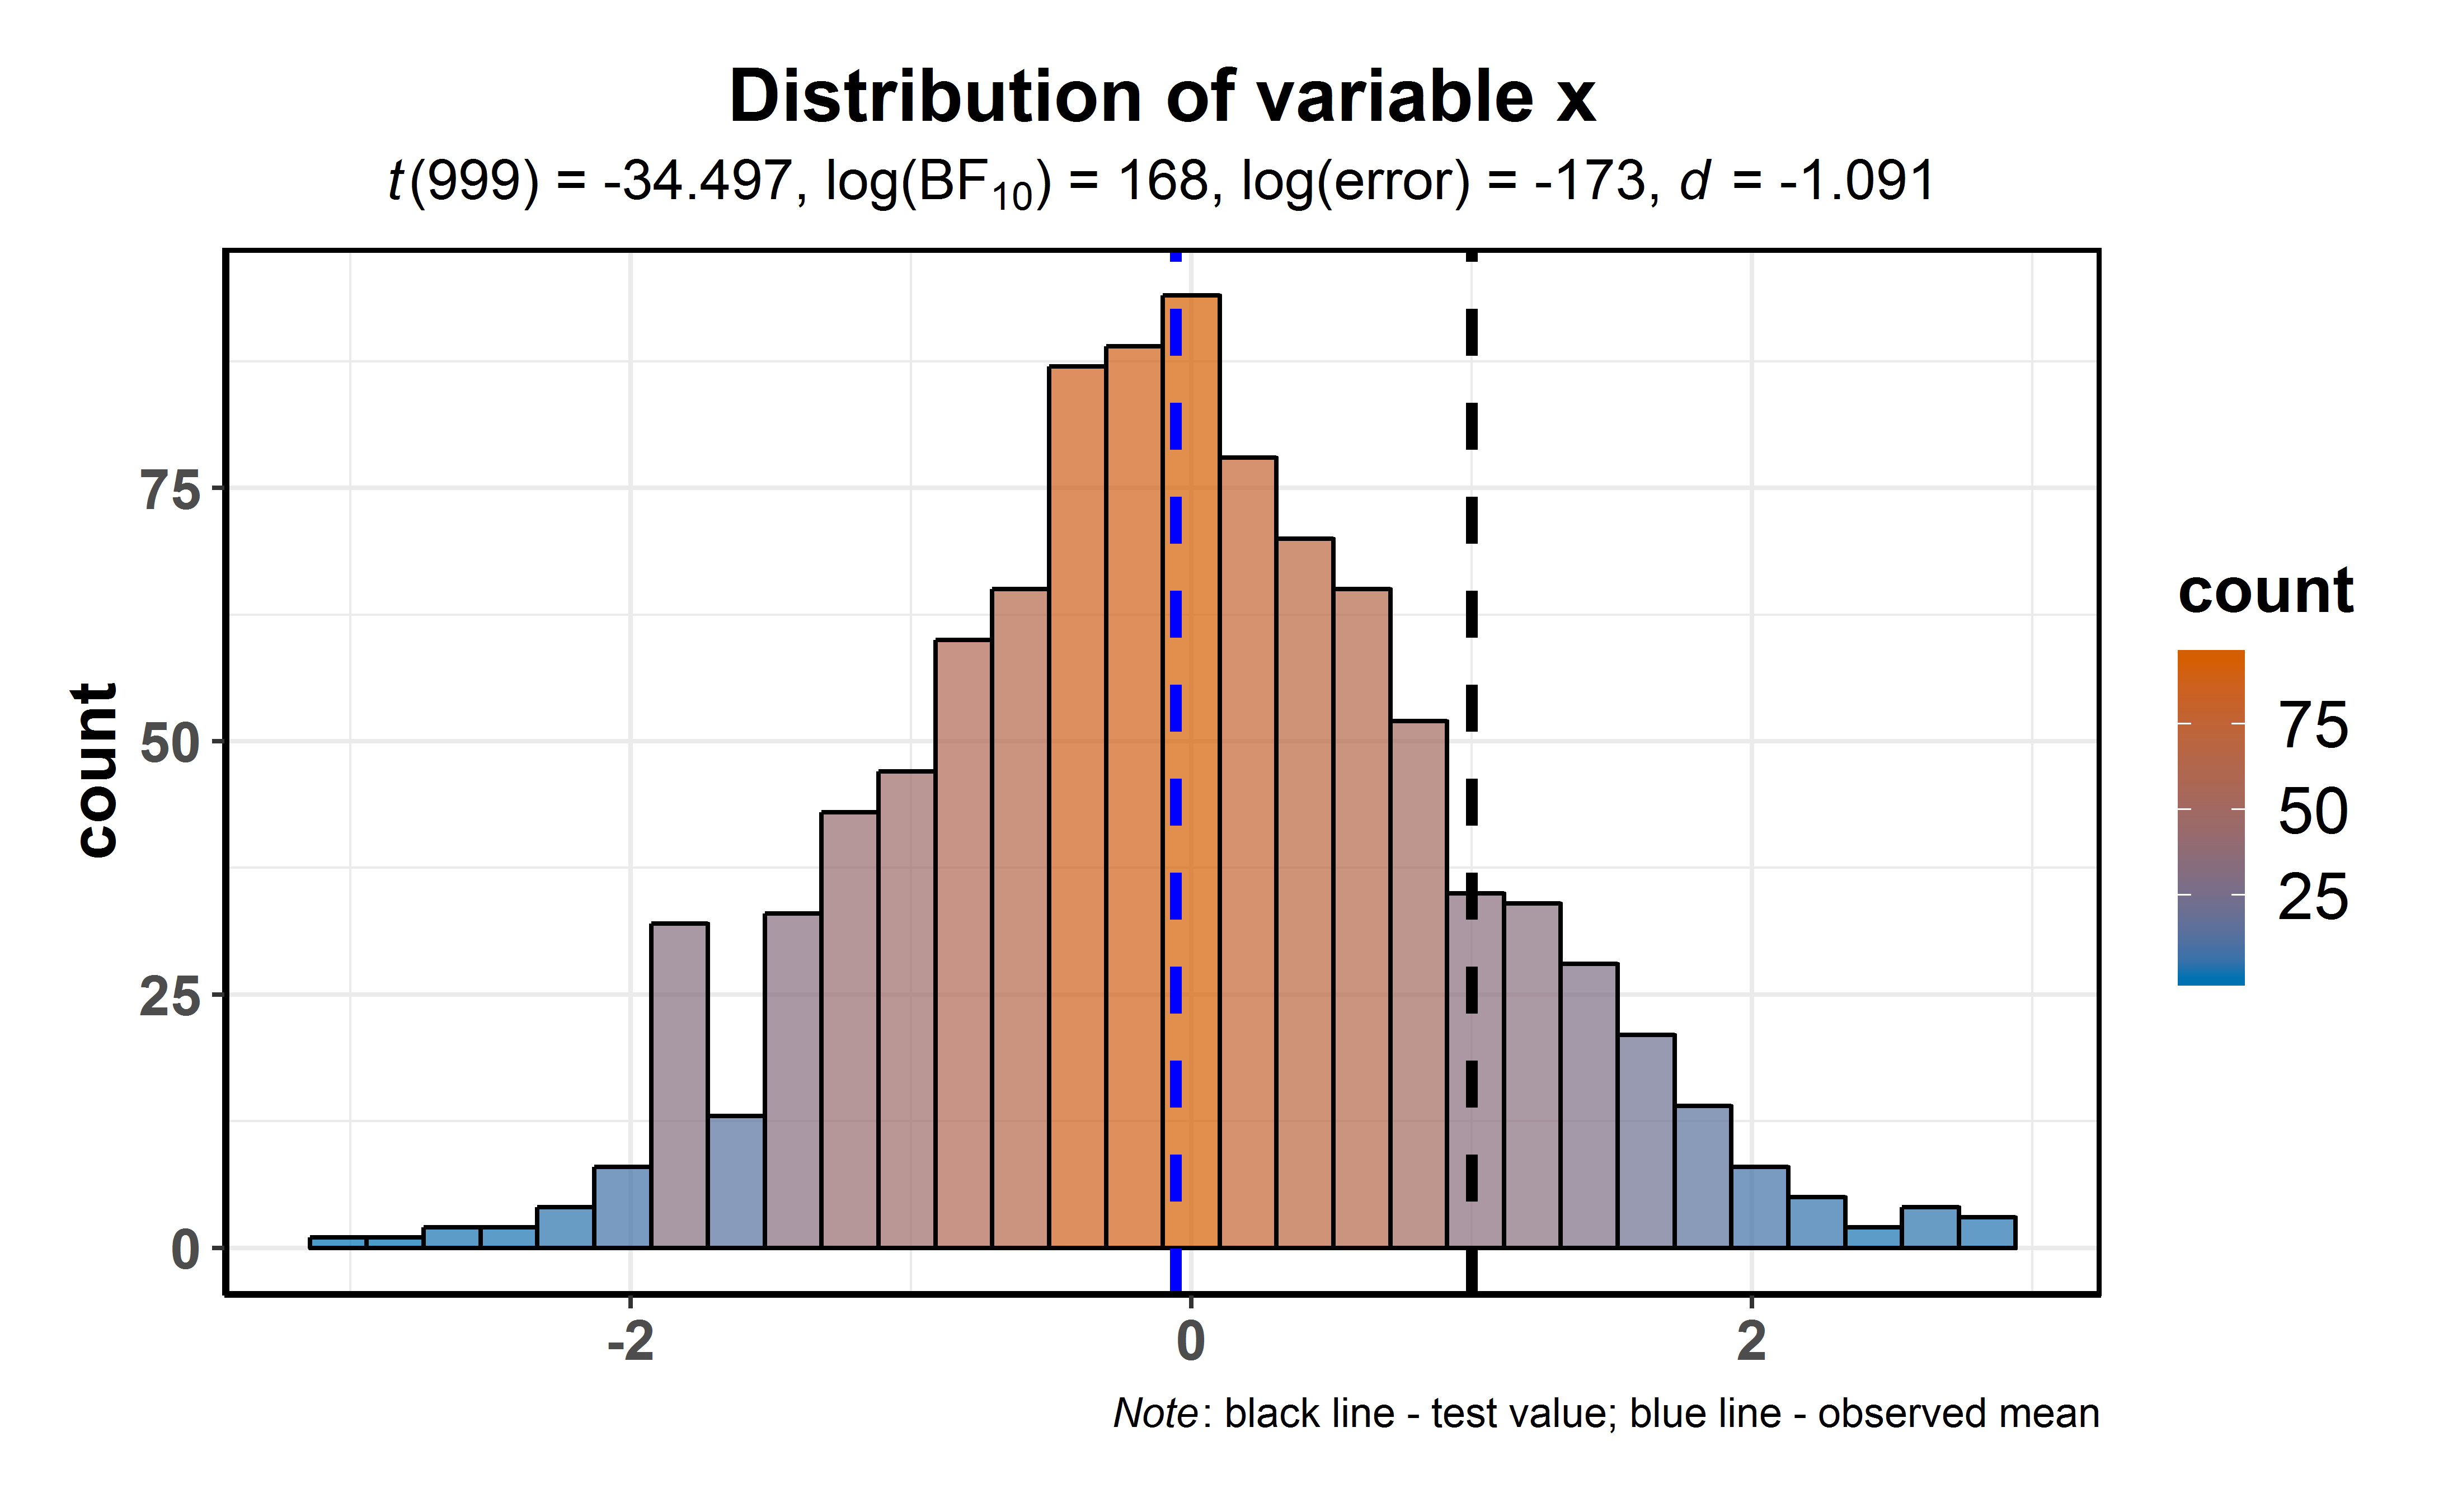 Distribution of variable x
t(999) = -34.497, log(BF₁₀) = 168, log(error) = -173, d = -1.091
count
75
50
25
0
-2
0
2
count
75
50
25
Note: black line - test value; blue line - observed mean